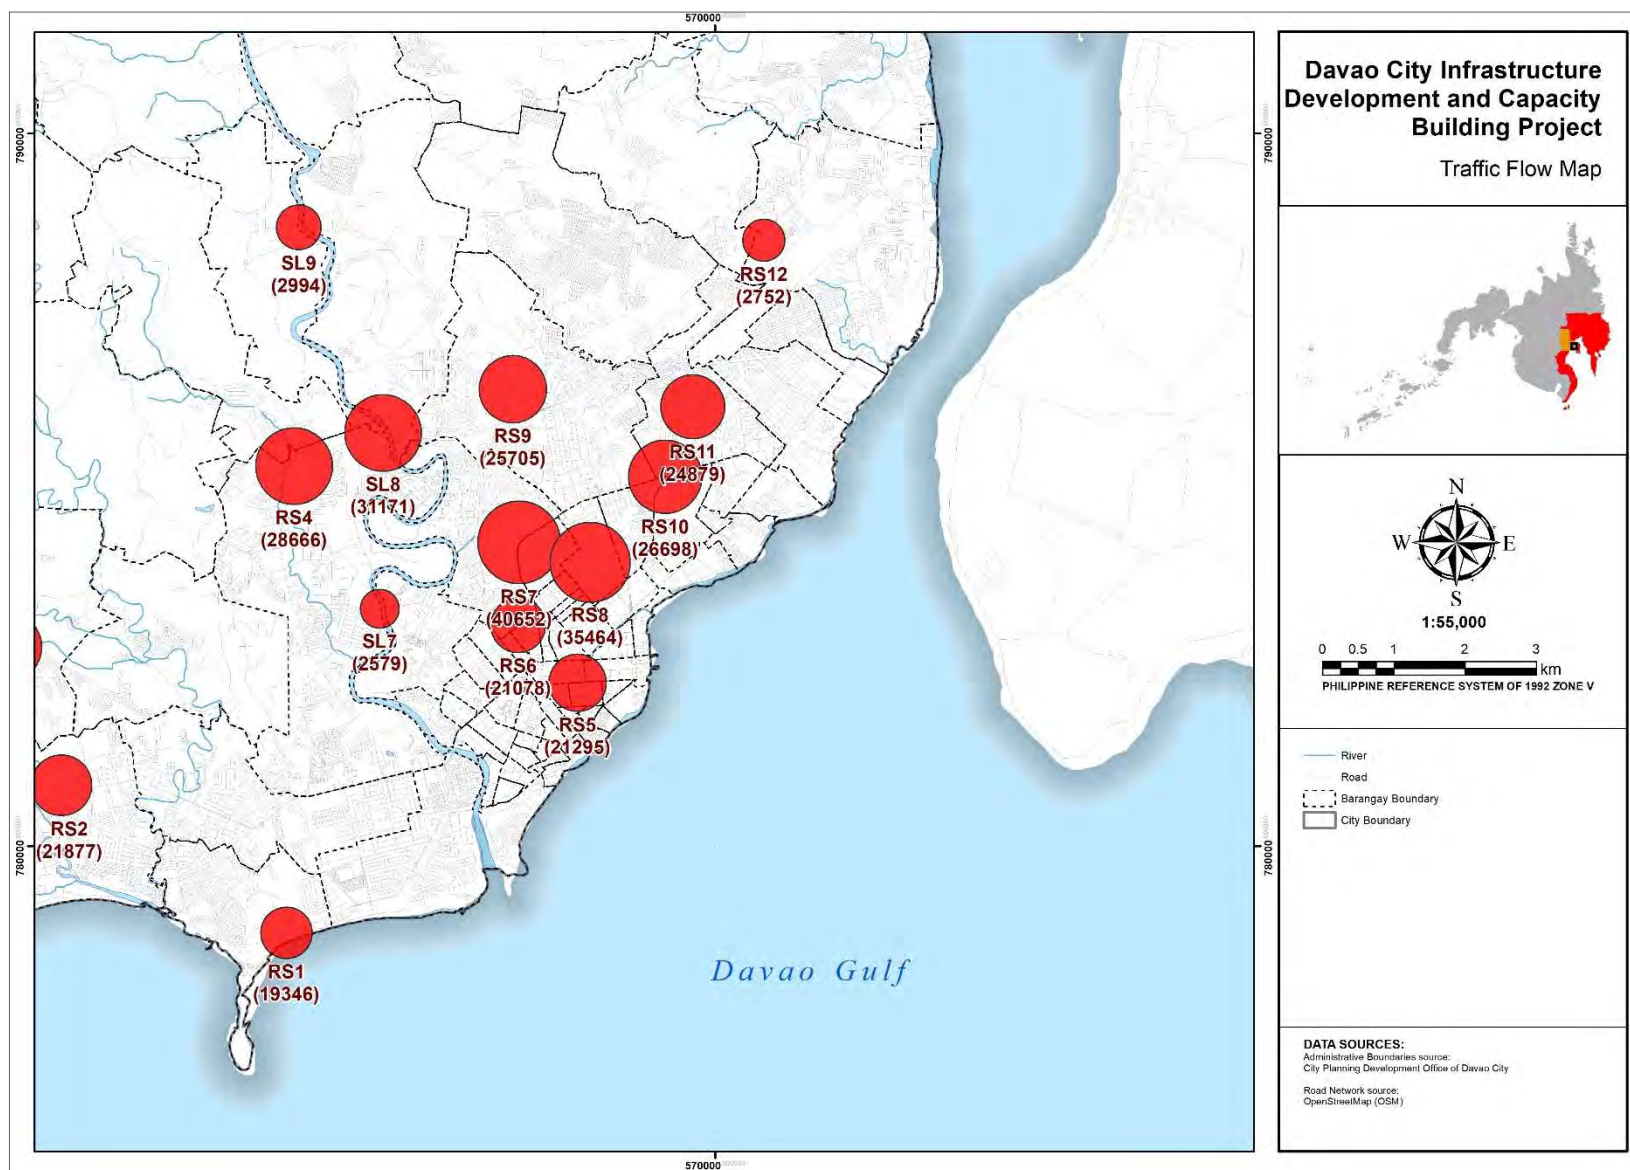 570000
790000
790000
SL9
(2994)
RS12
(2752)
RS9
(25705)
RS11
(24879)
SL8
(31171)
RS4
(28666)
RS10
(26698)
RS7
(40652)
RS8
(35464)
SL7
(2579)
RS6
(21078)
RS5
(21295)
RS2
(21877)
780000
780000
RS1
(19346)
Davao Gulf
570000
Davao City Infrastructure
Development and Capacity
Building Project
Traffic Flow Map
N
W E
S
1:55,000
0 0.5 1 2 3
km
PHILIPPINE REFERENCE SYSTEM OF 1992 ZONE V
River
Road
Barangay Boundary
City Boundary
DATA SOURCES:
Administrative Boundaries source:
City Planning Development Office of Davao City
Road Network source:
OpenStreetMap (OSM)